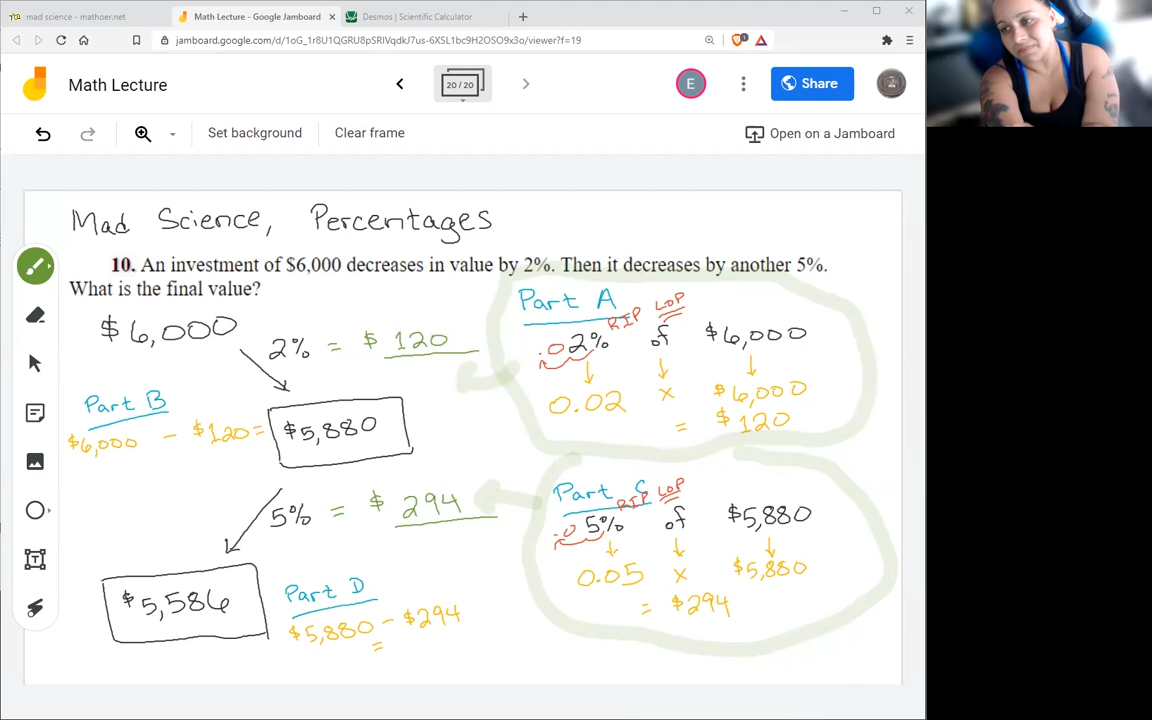 mad science - mathoer.net
Math Lecture - Google Jamboard
Desmos | Scientific Calculator
jamboard.google.com/d/1oG_1r8U1QGRU8pSRIVqdkJ7us-6XSL1bc9H2OSO9x3o/viewer?f=19
1
Math Lecture
20 / 20
E
Share
Set background
Clear frame
Open on a Jamboard
Mad Science, Percentages
10. An investment of $6,000 decreases in value by 2%. Then it decreases by another 5%.
What is the final value?
$6,000
2% = $ 120
Part A
RIP LOP
.02% of $6,000
0.02 x $6,000
= $120
Part B
$6,000 - $120 =
$5,880
5% = $ 294
Part C
RIP LOP
.05% of $5,880
0.05 x $5,880
= $294
$5,586
Part D
$5,880 - $294
=